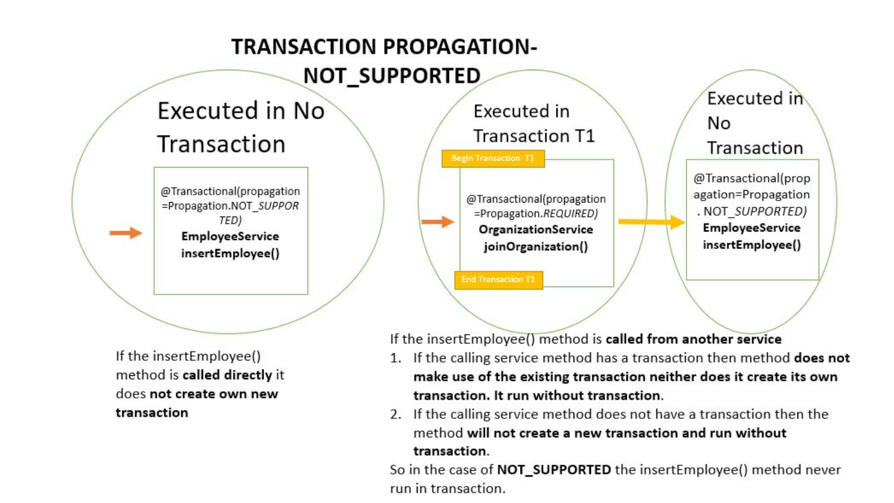 TRANSACTION PROPAGATION-
NOT_SUPPORTED
Executed in No
Transaction
@Transactional(propagation
=Propagation.NOT_SUPPOR
TED)
EmployeeService
insertEmployee()
If the insertEmployee()
method is called directly it
does not create own new
transaction
Executed in
Transaction T1
Begin Transaction T1
@Transactional(propagation
=Propagation.REQUIRED)
OrganizationService
joinOrganization()
End Transaction T1
Executed in
No
Transaction
@Transactional(prop
agation=Propagation
. NOT_SUPPORTED)
EmployeeService
insertEmployee()
If the insertEmployee() method is called from another service
1. If the calling service method has a transaction then method does not
make use of the existing transaction neither does it create its own
transaction. It run without transaction.
2. If the calling service method does not have a transaction then the
method will not create a new transaction and run without
transaction.
So in the case of NOT_SUPPORTED the insertEmployee() method never
run in transaction.